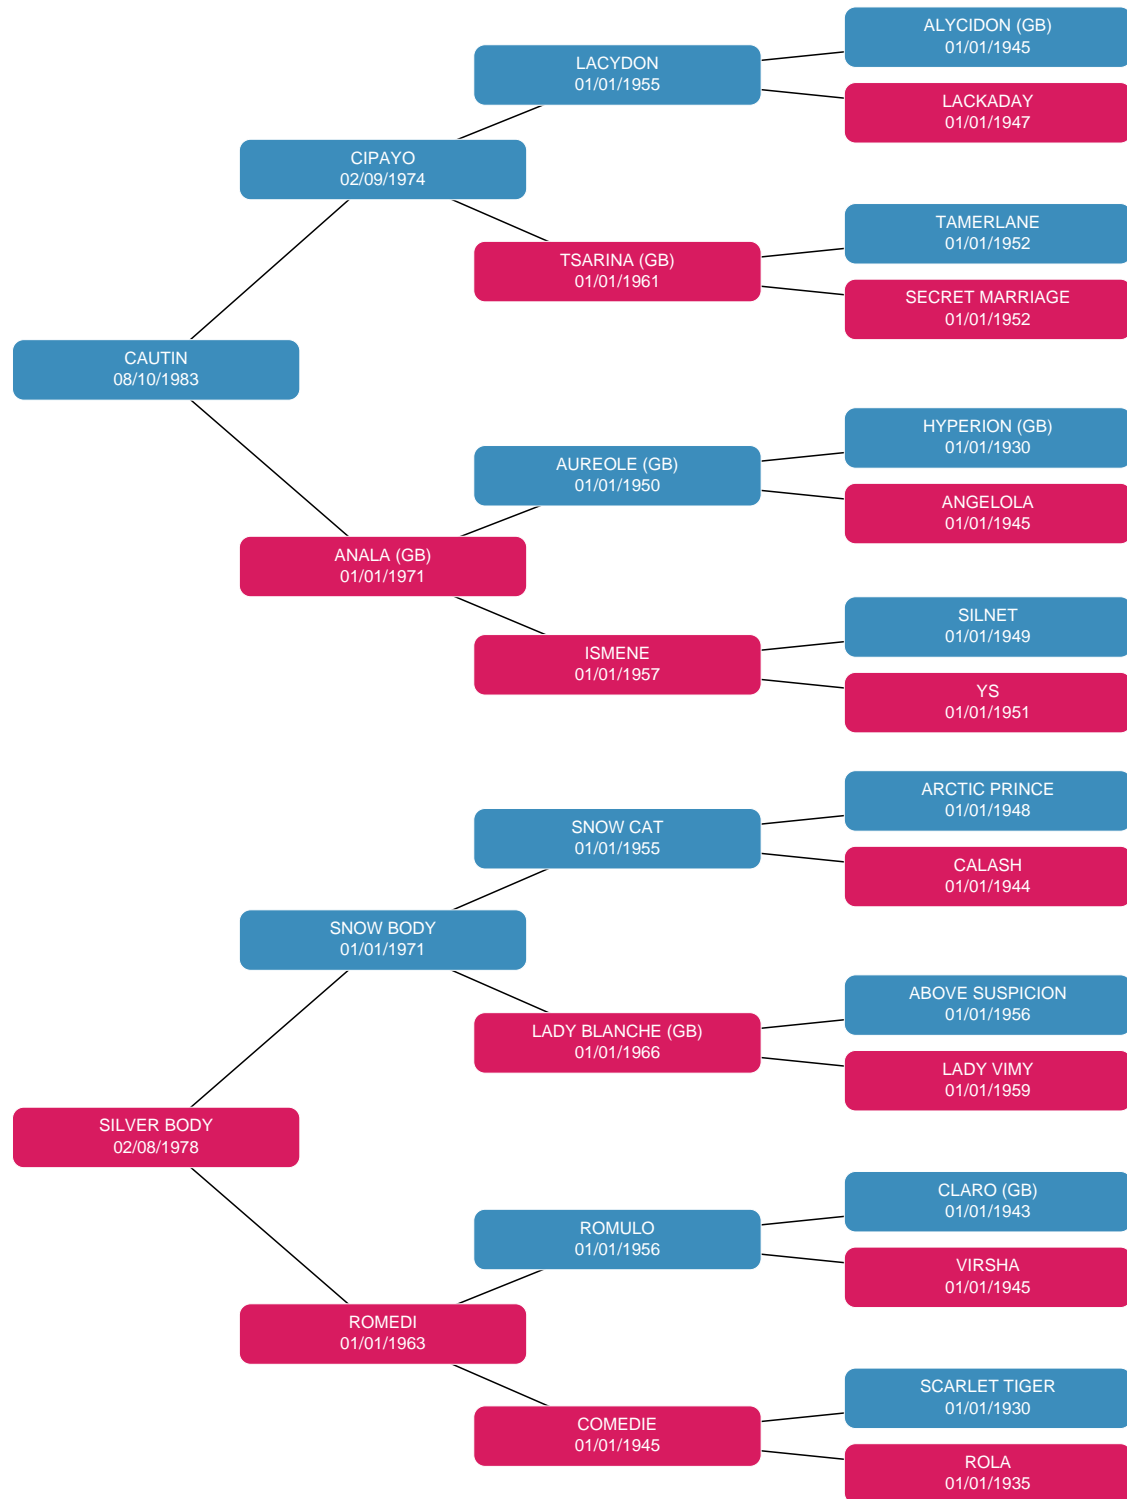 ALYCIDON (GB)
01/01/1945
LACYDON
01/01/1955
LACKADAY
01/01/1947
CIPAYO
02/09/1974
TAMERLANE
01/01/1952
TSARINA (GB)
01/01/1961
SECRET MARRIAGE
01/01/1952
CAUTIN
08/10/1983
HYPERION (GB)
01/01/1930
AUREOLE (GB)
01/01/1950
ANGELOLA
01/01/1945
ANALA (GB)
01/01/1971
SILNET
01/01/1949
ISMENE
01/01/1957
YS
01/01/1951
ARCTIC PRINCE
01/01/1948
SNOW CAT
01/01/1955
CALASH
01/01/1944
SNOW BODY
01/01/1971
ABOVE SUSPICION
01/01/1956
LADY BLANCHE (GB)
01/01/1966
LADY VIMY
01/01/1959
SILVER BODY
02/08/1978
CLARO (GB)
01/01/1943
ROMULO
01/01/1956
VIRSHA
01/01/1945
ROMEDI
01/01/1963
SCARLET TIGER
01/01/1930
COMEDIE
01/01/1945
ROLA
01/01/1935